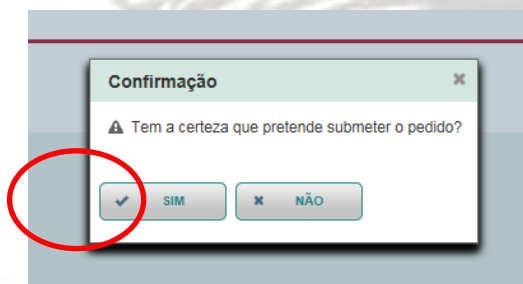 Confirmação
Tem a certeza que pretende submeter o pedido?
SIM NÃO